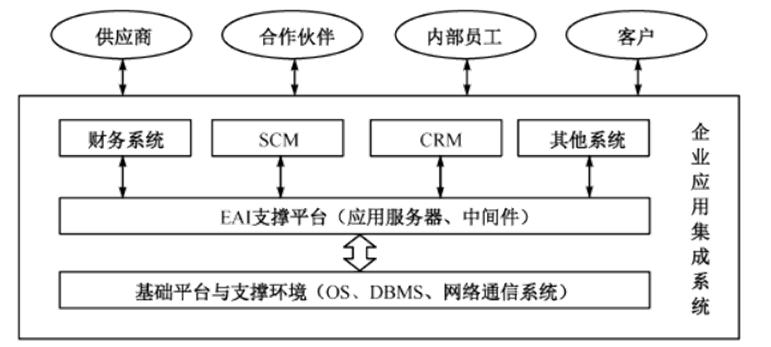 供应商
合作伙伴
内部员工
客户
财务系统
SCM
CRM
其他系统
EAI支撑平台（应用服务器、中间件）
基础平台与支撑环境（OS、DBMS、网络通信系统）
企业应用集成系统